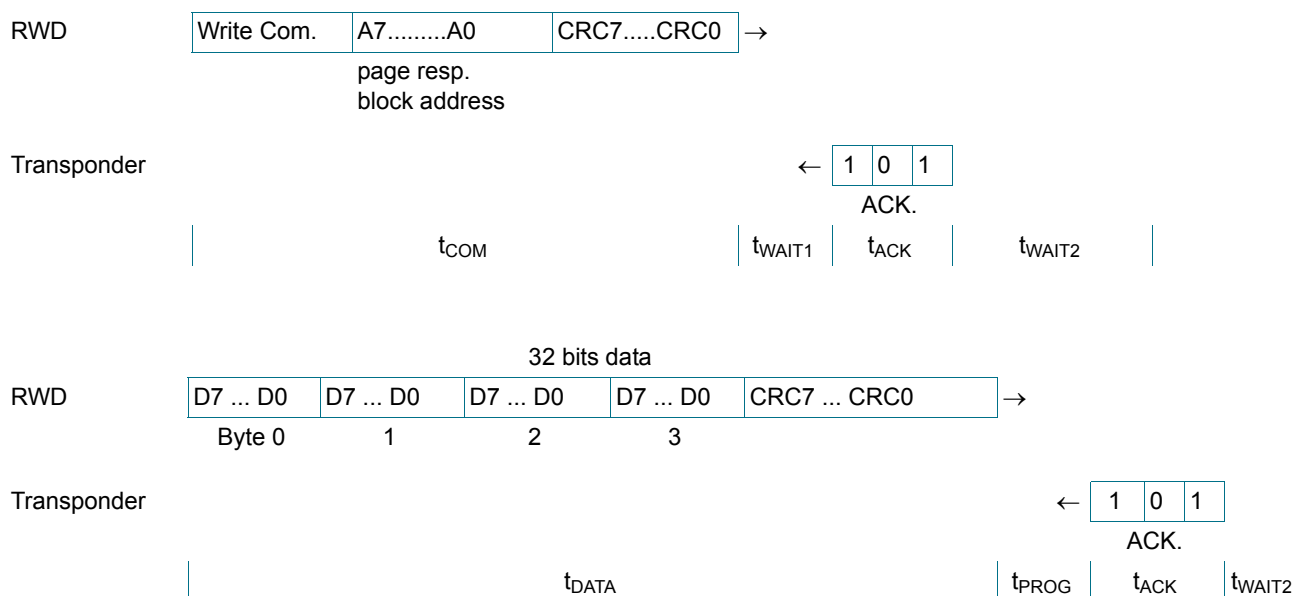 RWD Write Com. A7.........A0 CRC7.....CRC0 →
page resp.
block address
Transponder ← 1 0 1
ACK.
tCOM tWAIT1 tACK tWAIT2
32 bits data
RWD D7 ... D0 D7 ... D0 D7 ... D0 D7 ... D0 CRC7 ... CRC0 →
Byte 0 1 2 3
Transponder ← 1 0 1
ACK.
tDATA tPROG tACK tWAIT2